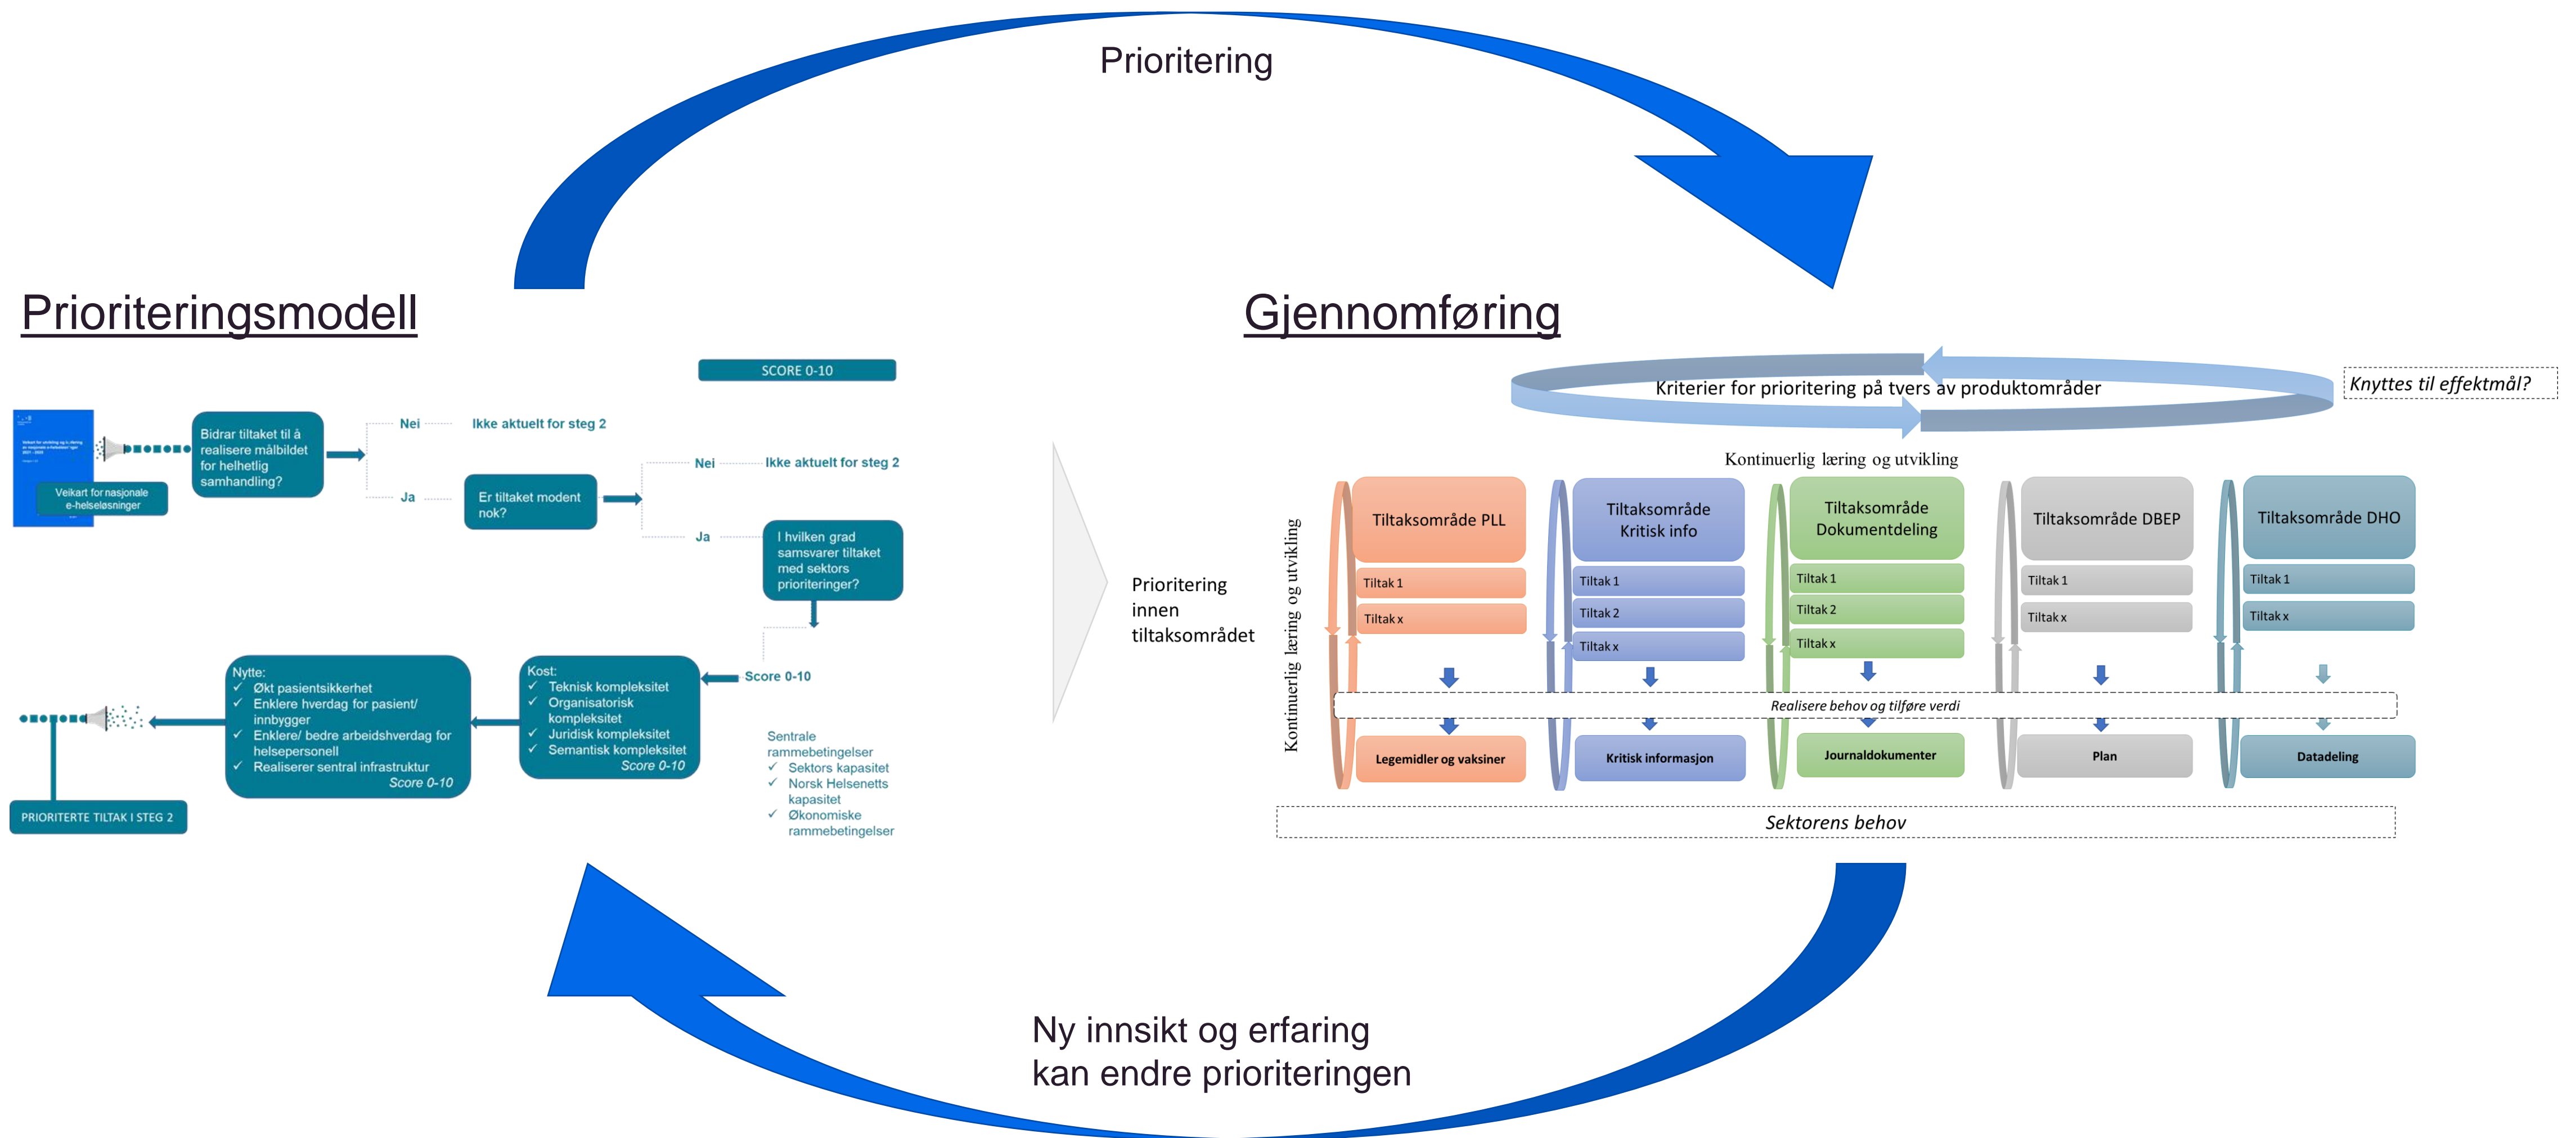 Prioritering
Prioriteringsmodell
SCORE 0-10
Veikart for nasjonale
e-helseløsninger
Bidrar tiltaket til å
realisere målbildet
for helhetlig
samhandling?
Nei
Ikke aktuelt for steg 2
Ja
Er tiltaket modent
nok?
Nei
Ikke aktuelt for steg 2
Ja
I hvilken grad
samsvarer tiltaket
med sektors
prioriteringer?
Score 0-10
Kost:
✓ Teknisk kompleksitet
✓ Organisatorisk
kompleksitet
✓ Juridisk kompleksitet
✓ Semantisk kompleksitet
Score 0-10
Nytte:
✓ Økt pasientsikkerhet
✓ Enklere hverdag for pasient/
innbygger
✓ Enklere/ bedre arbeidshverdag for
helsepersonell
✓ Realiserer sentral infrastruktur
Score 0-10
PRIORITERTE TILTAK I STEG 2
Sentrale
rammebetingelser
✓ Sektors kapasitet
✓ Norsk Helsenetts
kapasitet
✓ Økonomiske
rammebetingelser
Prioritering
innen
tiltaksområdet
Gjennomføring
Kriterier for prioritering på tvers av produktområder
Knyttes til effektmål?
Kontinuerlig læring og utvikling
Kontinuerlig læring og utvikling
Tiltaksområde PLL
Tiltak 1
Tiltak x
Tiltaksområde
Kritisk info
Tiltak 1
Tiltak 2
Tiltak x
Tiltaksområde
Dokumentdeling
Tiltak 1
Tiltak 2
Tiltak x
Tiltaksområde DBEP
Tiltak 1
Tiltak x
Tiltaksområde DHO
Tiltak 1
Tiltak x
Realisere behov og tilføre verdi
Legemidler og vaksiner
Kritisk informasjon
Journaldokumenter
Plan
Datadeling
Sektorens behov
Ny innsikt og erfaring
kan endre prioriteringen